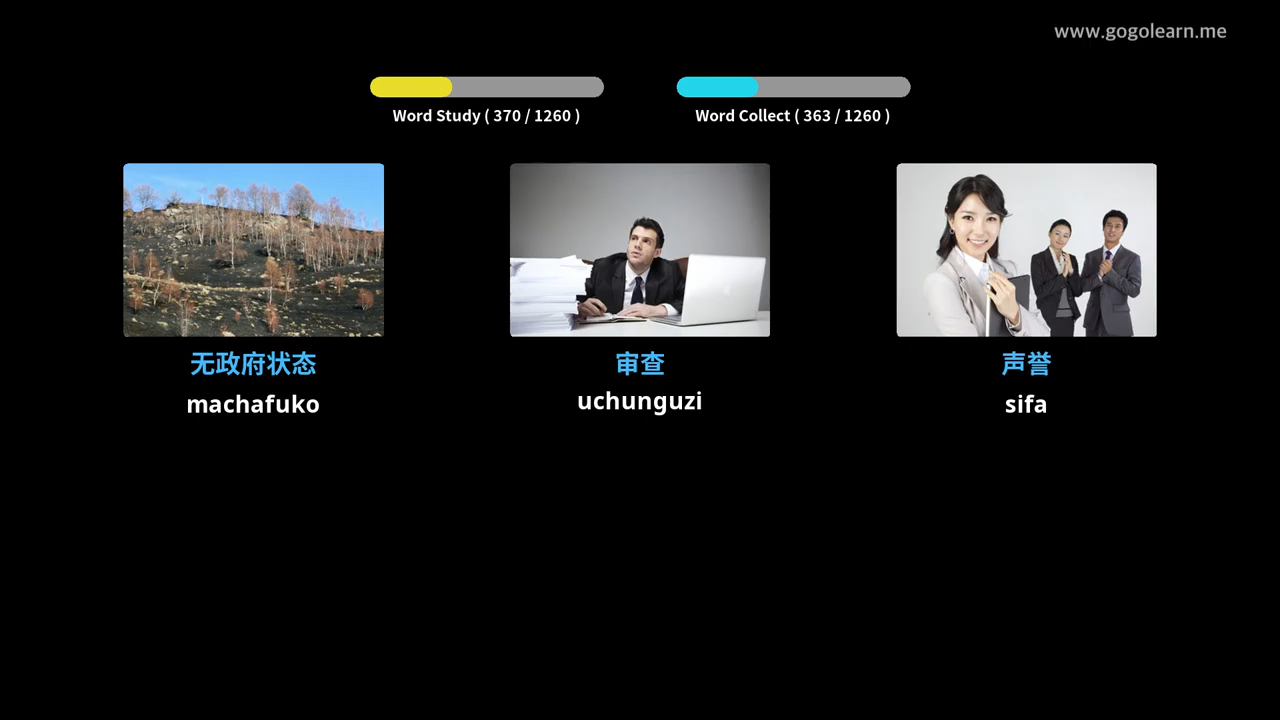 www.gogolearn.me
Word Study ( 370 / 1260 )
Word Collect ( 363 / 1260 )
无政府状态
machafuko
审查
uchunguzi
声誉
sifa